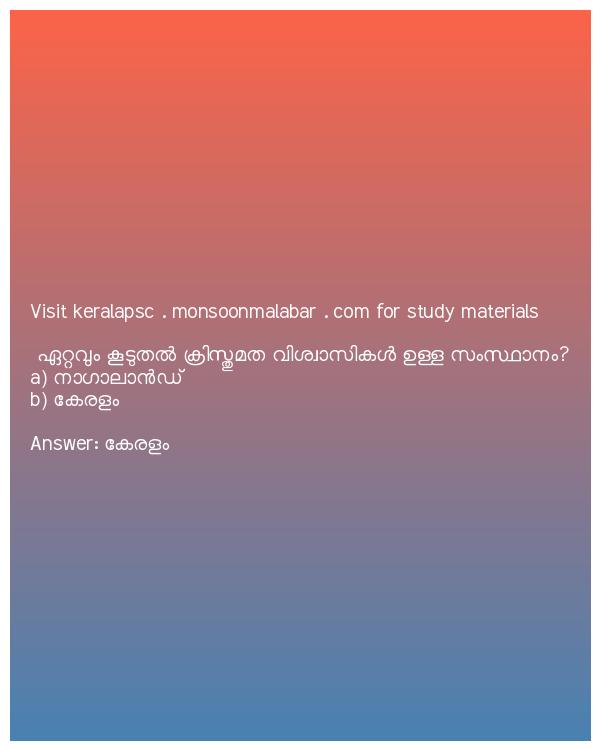 Visit keralapsc . monsoonmalabar . com for study materials
ഏറ്റവും കൂടുതൽ ക്രിസ്തുമത വിശ്വാസികൾ ഉള്ള സംസ്ഥാനം?
a) നാഗാലാൻഡ്
b) കേരളം
Answer: കേരളം